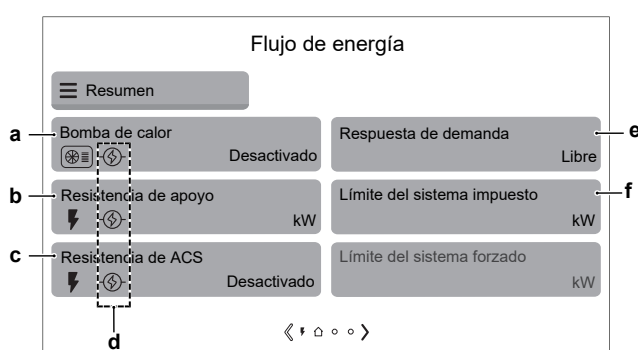 Flujo de energía
Resumen
a
Bomba de calor
Desactivado
Respuesta de demanda
Libre
e
b
Resistencia de apoyo
kW
Límite del sistema impuesto
kW
f
c
Resistencia de ACS
Desactivado
Límite del sistema forzado
kW
d